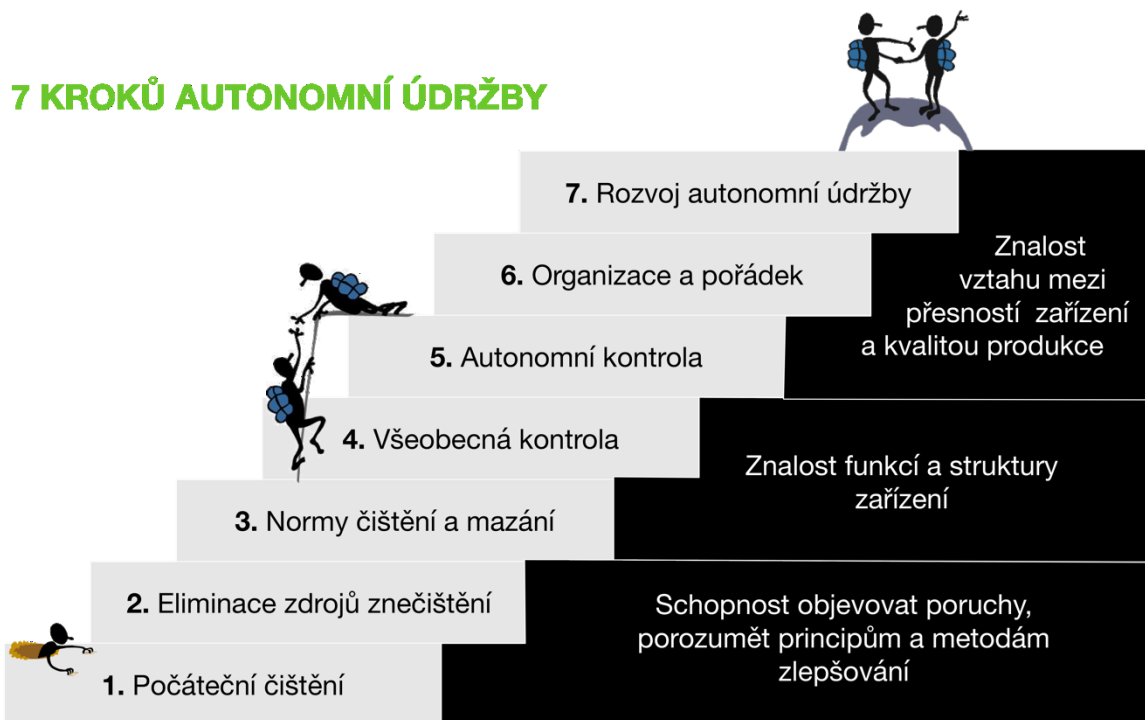 7 KROKŮ AUTONOMNÍ ÚDRŽBY
7. Rozvoj autonomní údržby
6. Organizace a pořádek
5. Autonomní kontrola
4. Všeobecná kontrola
3. Normy čištění a mazání
2. Eliminace zdrojů znečištění
1. Počáteční čištění
Znalost
vztahu mezi
přesností zařízení
a kvalitou produkce
Znalost funkcí a struktury
zařízení
Schopnost objevovat poruchy,
porozumět principům a metodám
zlepšování